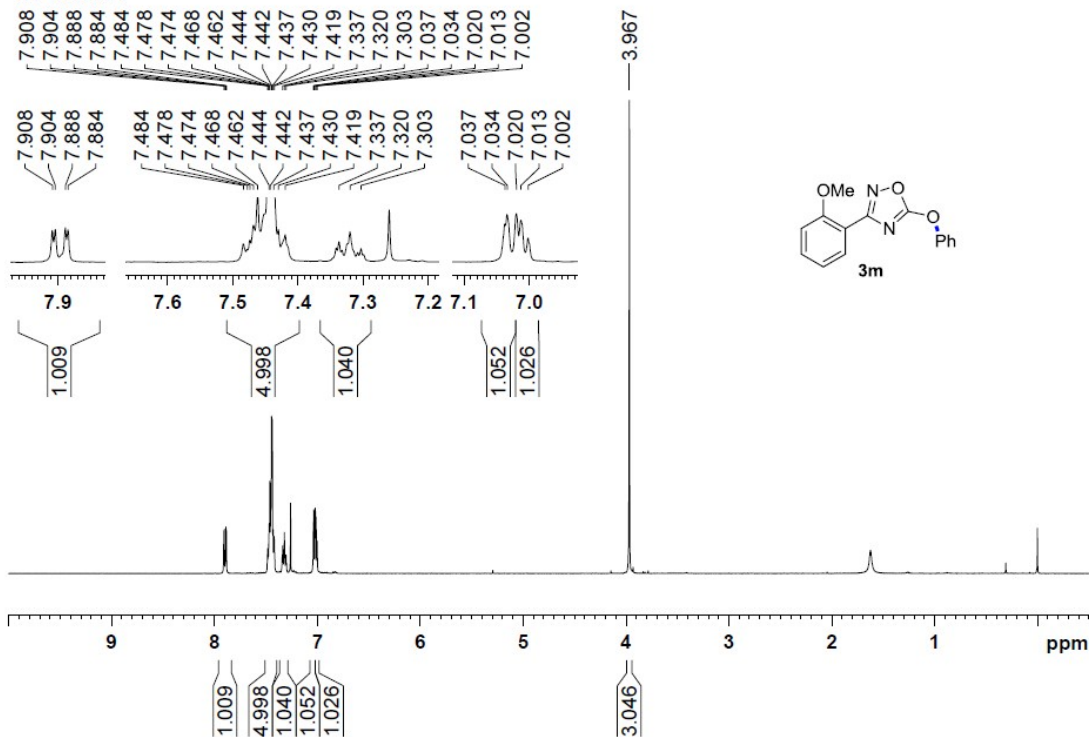 7.908 7.904 7.888 7.884 7.484 7.478 7.474 7.468 7.462 7.444 7.442 7.437 7.430 7.419 7.337 7.320 7.303 7.037 7.034 7.020 7.013 7.002 3.967
7.908 7.904 7.888 7.884 7.484 7.478 7.474 7.468 7.462 7.444 7.442 7.437 7.430 7.419 7.337 7.320 7.303 7.037 7.034 7.020 7.013 7.002
OMe N O
N O
Ph
3m
7.9 7.6 7.5 7.4 7.3 7.2 7.1 7.0
1.009 4.998 1.040 1.052 1.026
9 8 7 6 5 4 3 2 1 ppm
1.009 4.998 1.040 1.052 1.026 3.046